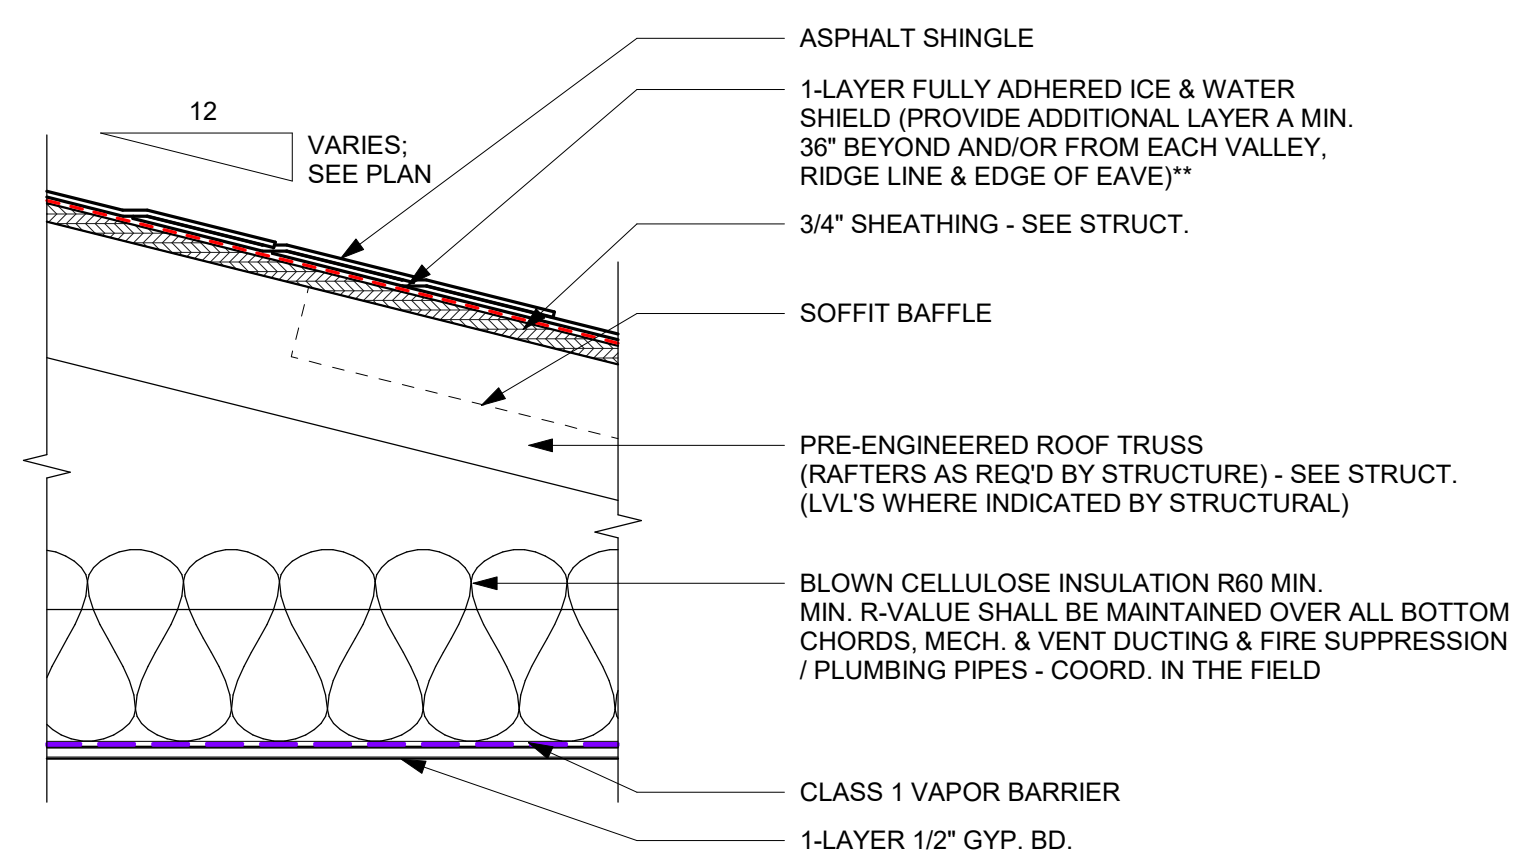 ASPHALT SHINGLE
1-LAYER FULLY ADHERED ICE & WATER
SHIELD (PROVIDE ADDITIONAL LAYER A MIN.
36" BEYOND AND/OR FROM EACH VALLEY,
RIDGE LINE & EDGE OF EAVE)**
12
VARIES;
SEE PLAN
3/4" SHEATHING - SEE STRUCT.
SOFFIT BAFFLE
PRE-ENGINEERED ROOF TRUSS
(RAFTERS AS REQ'D BY STRUCTURE) - SEE STRUCT.
(LVL'S WHERE INDICATED BY STRUCTURAL)
BLOWN CELLULOSE INSULATION R60 MIN.
MIN. R-VALUE SHALL BE MAINTAINED OVER ALL BOTTOM
CHORDS, MECH. & VENT DUCTING & FIRE SUPPRESSION
/ PLUMBING PIPES - COORD. IN THE FIELD
CLASS 1 VAPOR BARRIER
1-LAYER 1/2" GYP. BD.